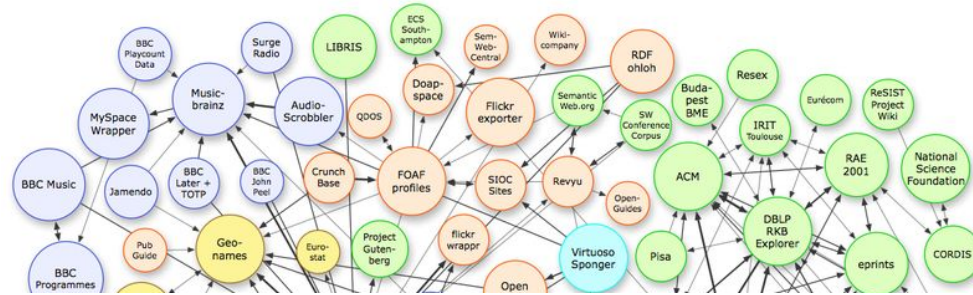 BBC
Playcount
Data
Surge
Radio
LIBRIS
ECS
South-
ampton
Sem-
Web-
Central
Wiki-
company
RDF
ohloh
Music-
brainz
Doap-
space
Resex
MySpace
Wrapper
Audio-
Scrobbler
QDOS
Flickr
exporter
Semantic
Web.org
SW
Conference
Corpus
Buda-
pest
BME
Eurécom
ReSIST
Project
Wiki
IRIT
Toulouse
BBC Music
Jamendo
BBC
Later +
TOTP
BBC
John
Peel
Crunch
Base
FOAF
profiles
SIOC
Sites
Revyu
Open-
Guides
ACM
RAE
2001
National
Science
Foundation
Pub
Guide
Geo-
names
Euro-
stat
Project
Guten-
berg
flickr
wrappr
Virtuoso
Sponger
Pisa
DBLP
RKB
Explorer
eprints
CORDIS
BBC
Programmes
Open